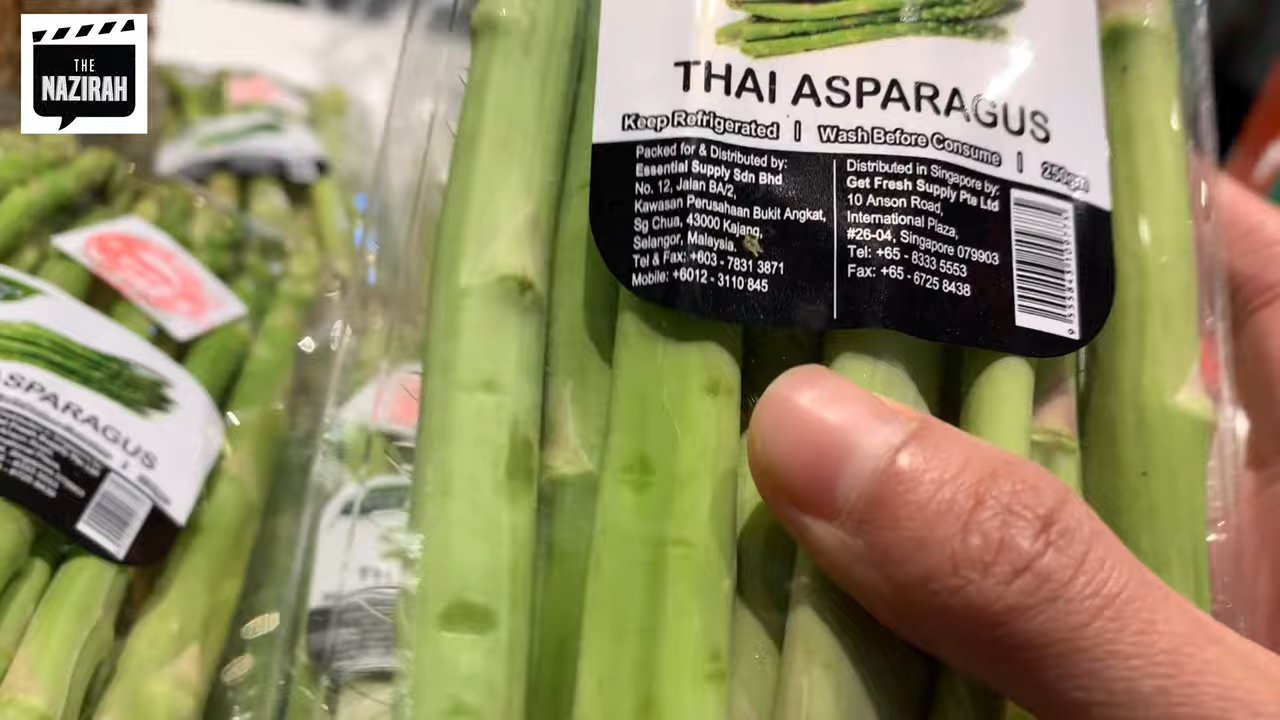 THE
NAZIRAH
THAI ASPARAGUS
Keep Refrigerated | Wash Before Consume | 250gm
Packed for & Distributed by:
Essential Supply Sdn Bhd
No. 12, Jalan BA/2,
Kawasan Perusahaan Bukit Angkat,
Sg Chua, 43000 Kajang,
Selangor, Malaysia.
Tel & Fax: +603 - 7831 3871
Mobile: +6012 - 3110 845
Distributed in Singapore by:
Get Fresh Supply Pte Ltd
10 Anson Road,
International Plaza,
#26-04, Singapore 079903
Tel: +65 - 8333 5553
Fax: +65 - 6725 8438
ASPARAGUS